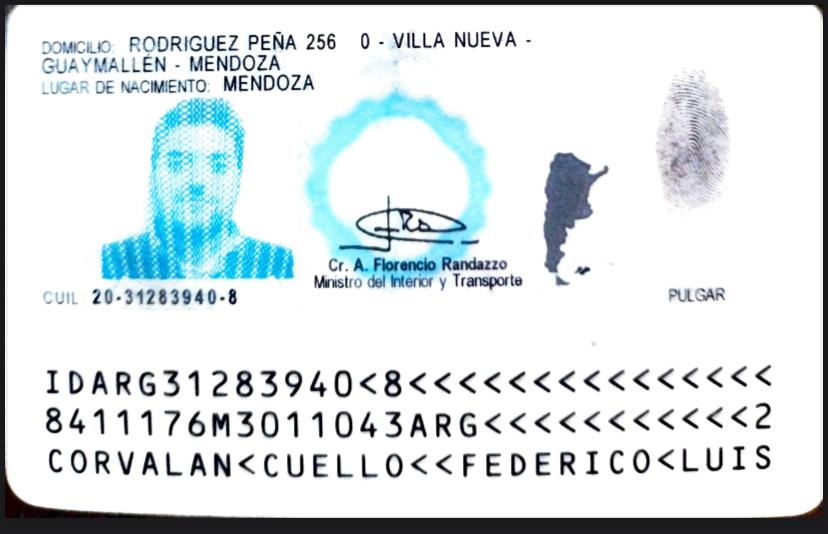 DOMICILIO: RODRIGUEZ PEÑA 256 0 - VILLA NUEVA -
GUAYMALLÉN - MENDOZA
LUGAR DE NACIMIENTO: MENDOZA
Cr. A. Florencio Randazzo
Ministro del Interior y Transporte
CUIL: 20-31283940-8
PULGAR
IDARG31283940<8<<<<<<<<<<<<<<<
8411176M3011043ARG<<<<<<<<<<<2
CORVALAN<CUELLO<<FEDERICO<LUIS